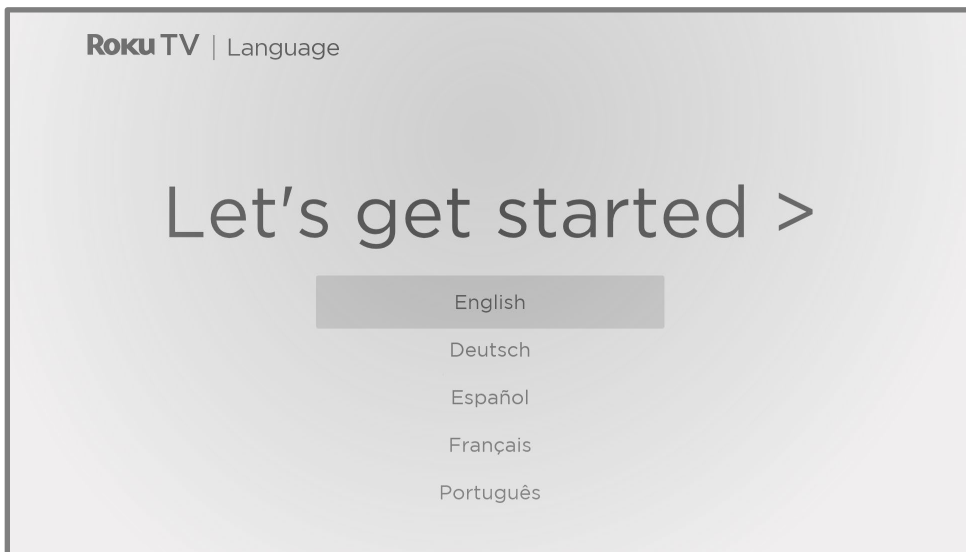 Roku TV | Language
Let's get started >
English
Deutsch
Español
Français
Português